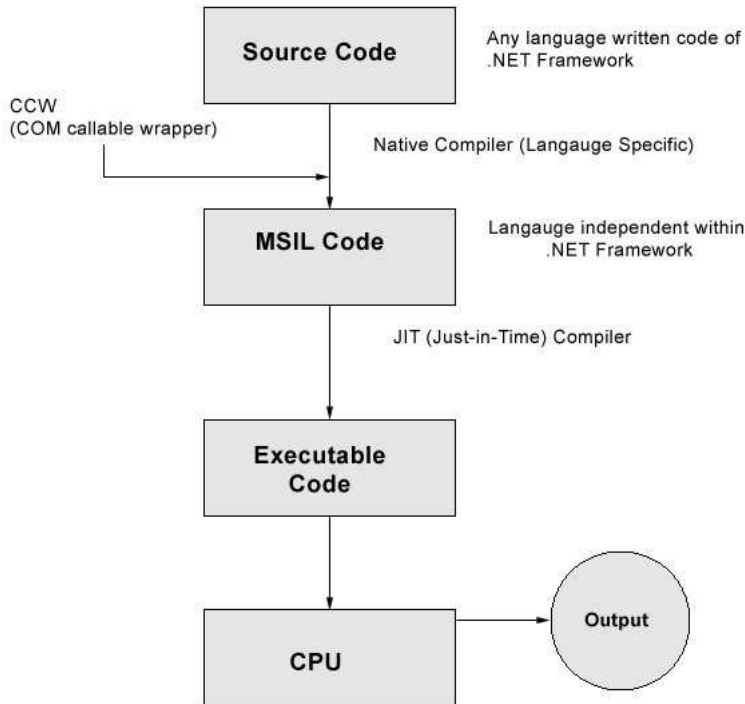 Source Code
Any language written code of
.NET Framework
CCW
(COM callable wrapper)
Native Compiler (Langauge Specific)
MSIL Code
Langauge independent within
.NET Framework
JIT (Just-in-Time) Compiler
Executable
Code
Output
CPU